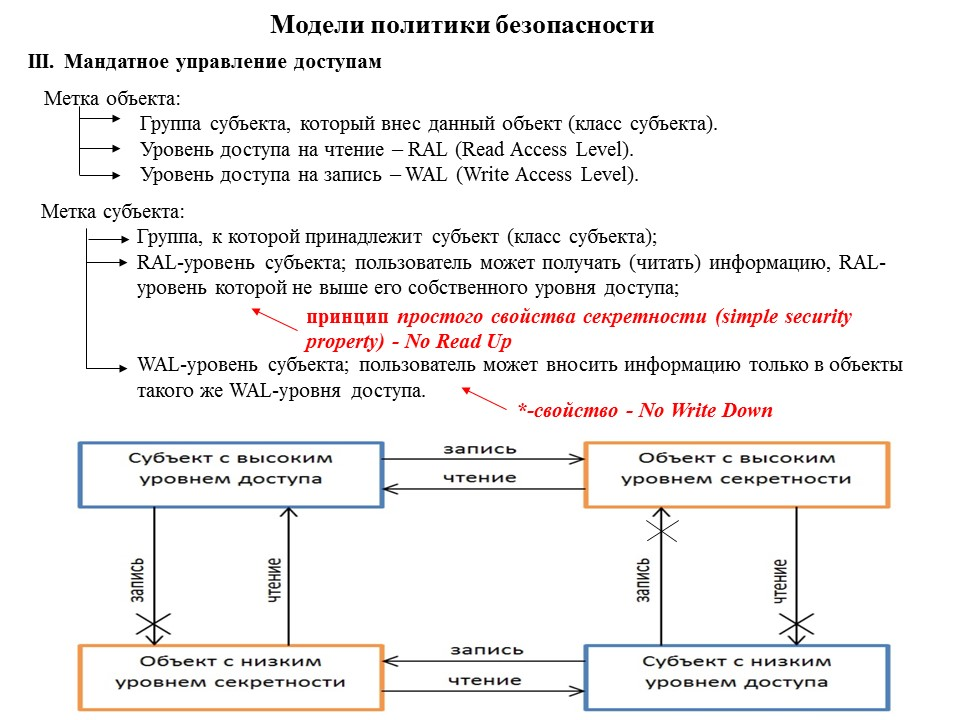 Модели политики безопасности
III. Мандатное управление доступам
Метка объекта:
Группа субъекта, который внес данный объект (класс субъекта).
Уровень доступа на чтение – RAL (Read Access Level).
Уровень доступа на запись – WAL (Write Access Level).
Метка субъекта:
Группа, к которой принадлежит субъект (класс субъекта);
RAL-уровень субъекта; пользователь может получать (читать) информацию, RAL-
уровень которой не выше его собственного уровня доступа;
принцип простого свойства секретности (simple security
property) - No Read Up
WAL-уровень субъекта; пользователь может вносить информацию только в объекты
такого же WAL-уровня доступа.
*-свойство - No Write Down
Субъект с высоким
уровнем доступа
запись
чтение
Объект с высоким
уровнем секретности
запись
чтение
запись
чтение
Объект с низким
уровнем секретности
запись
чтение
Субъект с низким
уровнем доступа